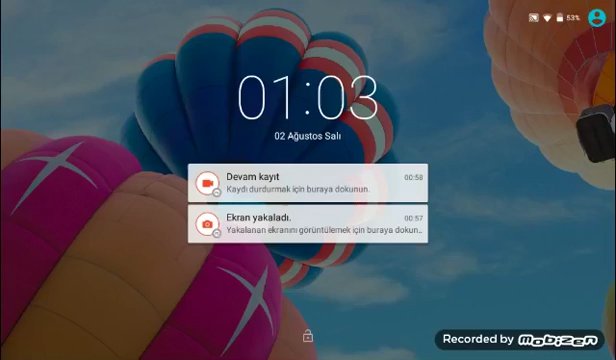 53%
01:03
02 Ağustos Salı
Devam kayıt 00:58
Kaydı durdurmak için buraya dokunun.
Ekran yakaladı. 00:57
Yakalanan ekranını görüntülemek için buraya dokun..
Recorded by mobizen